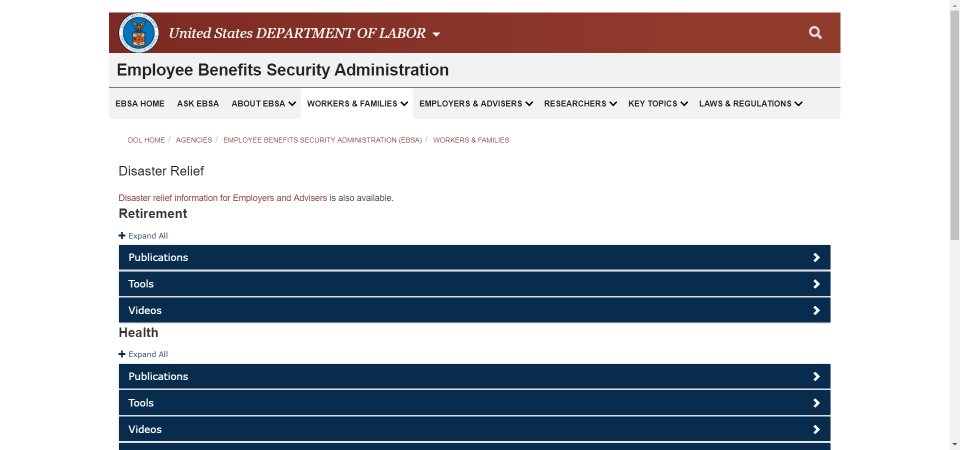 United States DEPARTMENT OF LABOR
Employee Benefits Security Administration
EBSA HOME ASK EBSA ABOUT EBSA WORKERS & FAMILIES EMPLOYERS & ADVISERS RESEARCHERS KEY TOPICS LAWS & REGULATIONS
DOL HOME / AGENCIES / EMPLOYEE BENEFITS SECURITY ADMINISTRATION (EBSA) / WORKERS & FAMILIES
Disaster Relief
Disaster relief information for Employers and Advisers is also available.
Retirement
Expand All
Publications
Tools
Videos
Health
Expand All
Publications
Tools
Videos